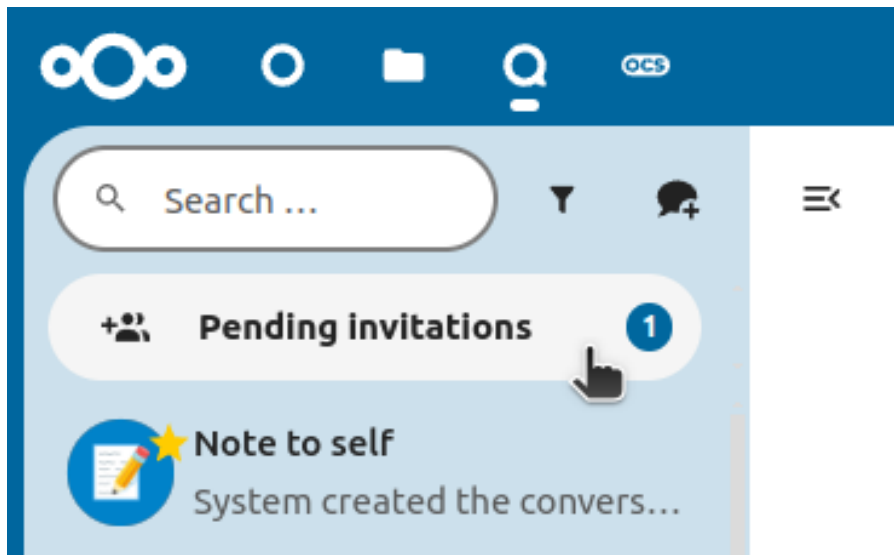 OCS
Search ...
Pending invitations 1
Note to self
System created the convers...